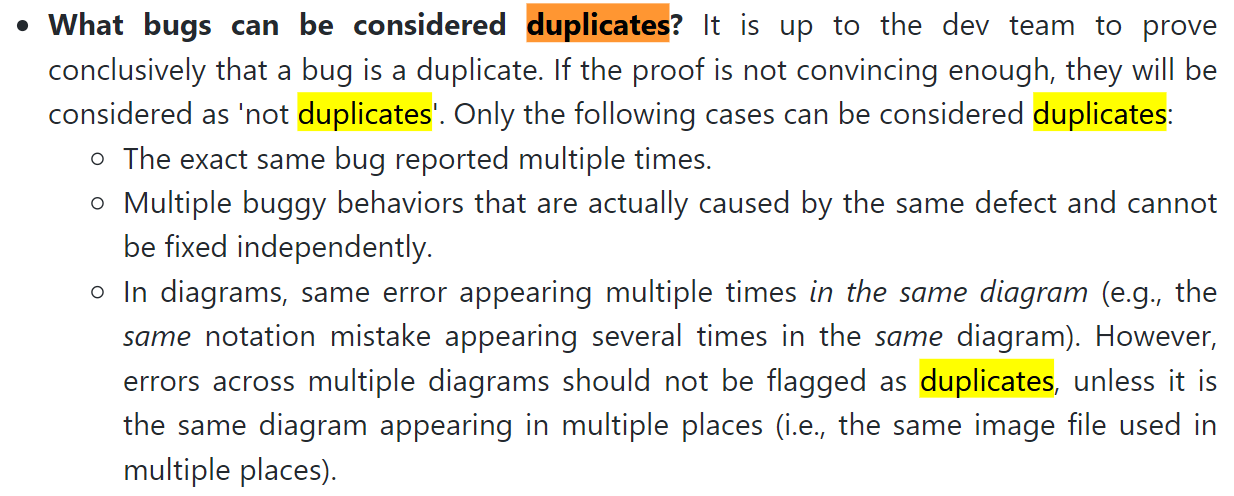 • What bugs can be considered duplicates? It is up to the dev team to prove
conclusively that a bug is a duplicate. If the proof is not convincing enough, they will be
considered as 'not duplicates'. Only the following cases can be considered duplicates:
○ The exact same bug reported multiple times.
○ Multiple buggy behaviors that are actually caused by the same defect and cannot
be fixed independently.
○ In diagrams, same error appearing multiple times in the same diagram (e.g., the
same notation mistake appearing several times in the same diagram). However,
errors across multiple diagrams should not be flagged as duplicates, unless it is
the same diagram appearing in multiple places (i.e., the same image file used in
multiple places).